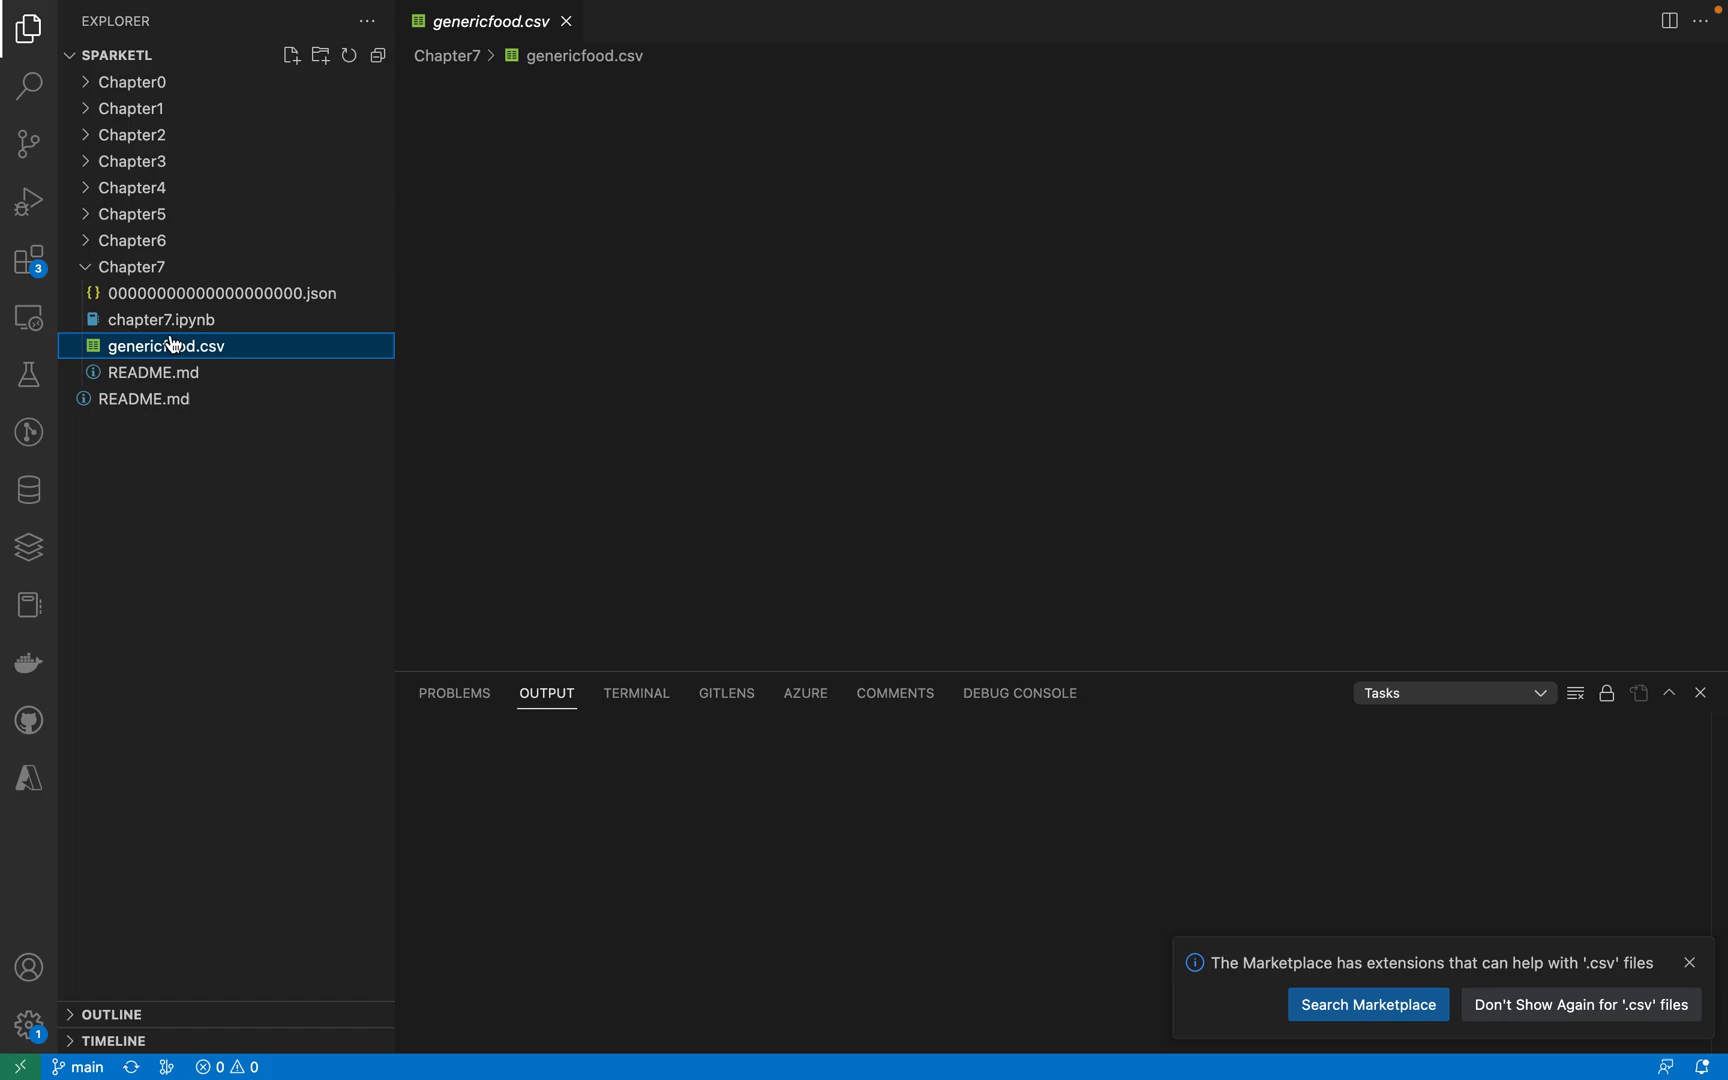 EXPLORER
genericfood.csv
SPARKETL
Chapter7 > genericfood.csv
Chapter0
Chapter1
Chapter2
Chapter3
Chapter4
Chapter5
Chapter6
3
Chapter7
{} 00000000000000000000.json
chapter7.ipynb
genericfood.csv
README.md
README.md
PROBLEMS OUTPUT TERMINAL GITLENS AZURE COMMENTS DEBUG CONSOLE
Tasks
The Marketplace has extensions that can help with '.csv' files
Search Marketplace
Don't Show Again for '.csv' files
OUTLINE
1
TIMELINE
main
0 0